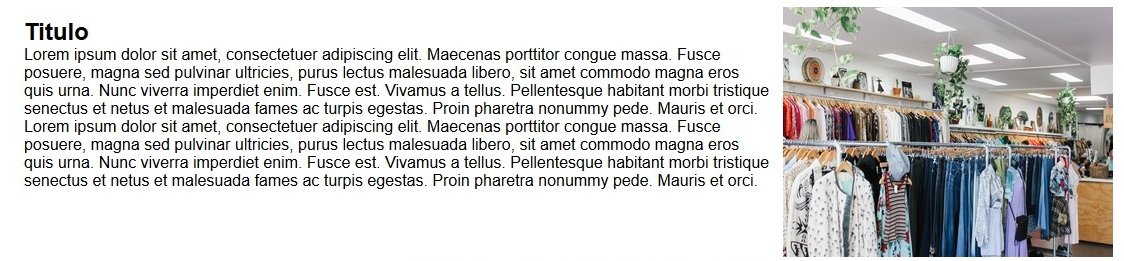 Titulo
Lorem ipsum dolor sit amet, consectetuer adipiscing elit. Maecenas porttitor congue massa. Fusce
posuere, magna sed pulvinar ultricies, purus lectus malesuada libero, sit amet commodo magna eros
quis urna. Nunc viverra imperdiet enim. Fusce est. Vivamus a tellus. Pellentesque habitant morbi tristique
senectus et netus et malesuada fames ac turpis egestas. Proin pharetra nonummy pede. Mauris et orci.
Lorem ipsum dolor sit amet, consectetuer adipiscing elit. Maecenas porttitor congue massa. Fusce
posuere, magna sed pulvinar ultricies, purus lectus malesuada libero, sit amet commodo magna eros
quis urna. Nunc viverra imperdiet enim. Fusce est. Vivamus a tellus. Pellentesque habitant morbi tristique
senectus et netus et malesuada fames ac turpis egestas. Proin pharetra nonummy pede. Mauris et orci.